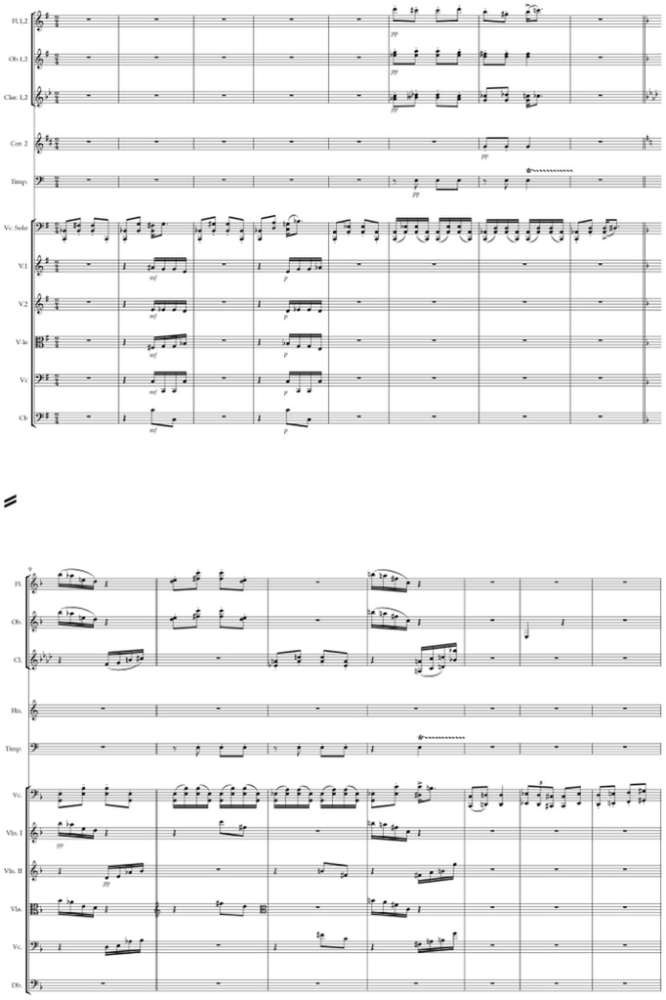 Fl.1,2
pp
Ob.1,2
pp
Clar. 1,2
pp
Cor. 2
pp
Timp.
pp
Vc. Solo
V.1
mf p
V.2
mf p
V-le
mf p
Vc
mf p
Cb
mf p
9
Fl.
Ob.
Cl.
Ho.
Timp.
Vc.
3
Vln. I
pp
Vln. II
pp
Vla.
Vc.
Db.